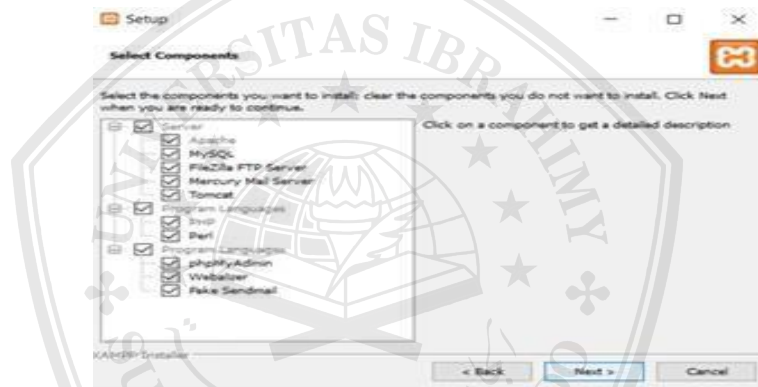 Setup
Select Components
Select the components you want to install; clear the components you do not want to install. Click Next
when you are ready to continue.
Server
Apache
MySQL
FileZilla FTP Server
Mercury Mail Server
Tomcat
Program Languages
PHP
Perl
Program Languages
phpMyAdmin
Webalizer
Fake Sendmail
Click on a component to get a detailed description
XAMPP Installer
< Back
Next >
Cancel
UNIVERSITAS IBRAHIMY